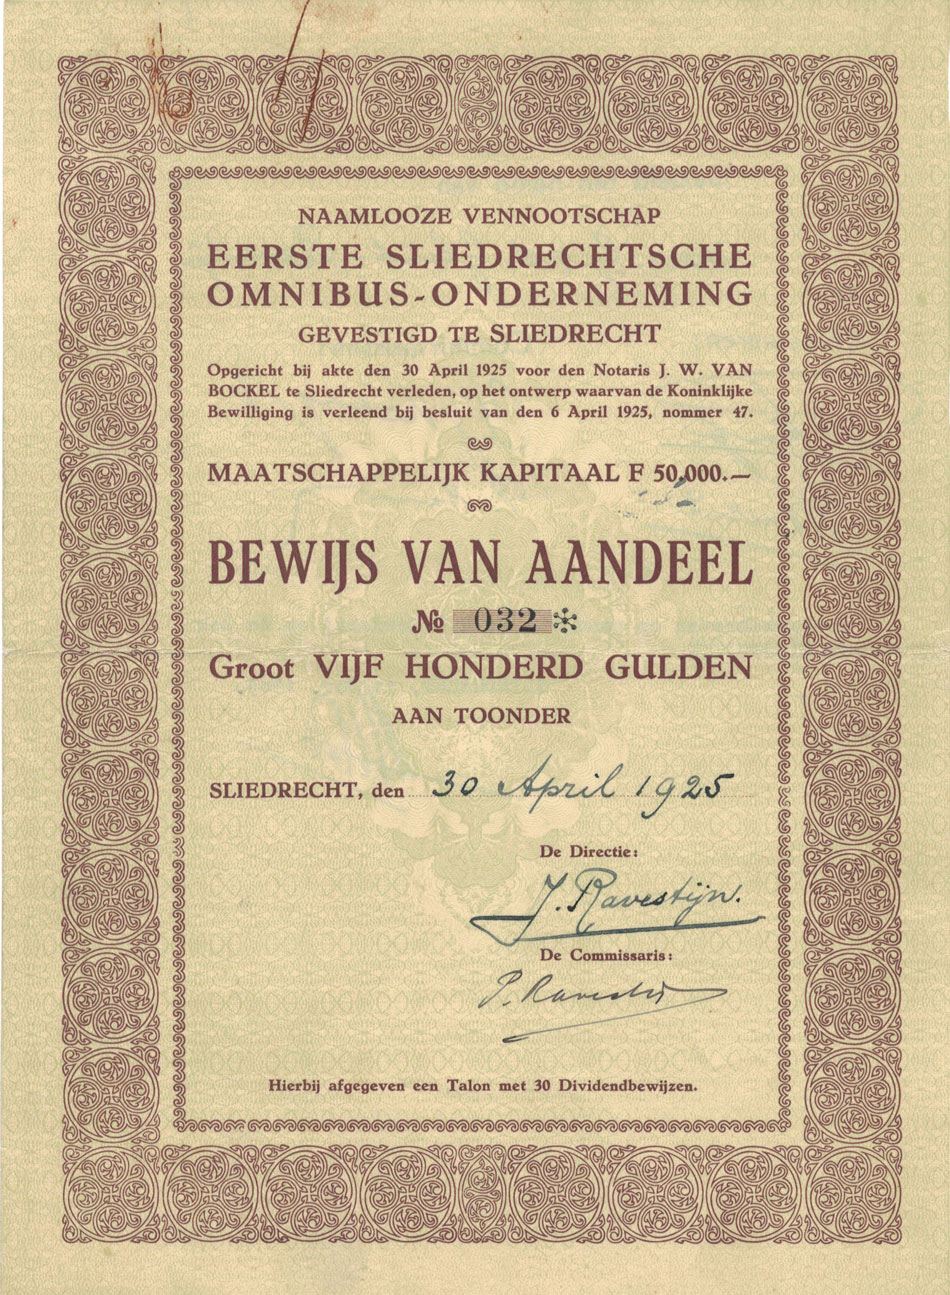 NAAMLOOZE VENNOOTSCHAP
EERSTE SLIEDRECHTSCHE
OMNIBUS-ONDERNEMING
GEVESTIGD TE SLIEDRECHT
Opgericht bij akte den 30 April 1925 voor den Notaris J. W. VAN
BOCKEL te Sliedrecht verleden, op het ontwerp waarvan de Koninklijke
Bewilliging is verleend bij besluit van den 6 April 1925, nommer 47.
MAATSCHAPPELIJK KAPITAAL F 50.000.—
BEWIJS VAN AANDEEL
No 032
Groot VIJF HONDERD GULDEN
AAN TOONDER
SLIEDRECHT, den 30 April 1925
De Directie:
J. Ravestijn.
De Commissaris:
P.
Hierbij afgegeven een Talon met 30 Dividendbewijzen.